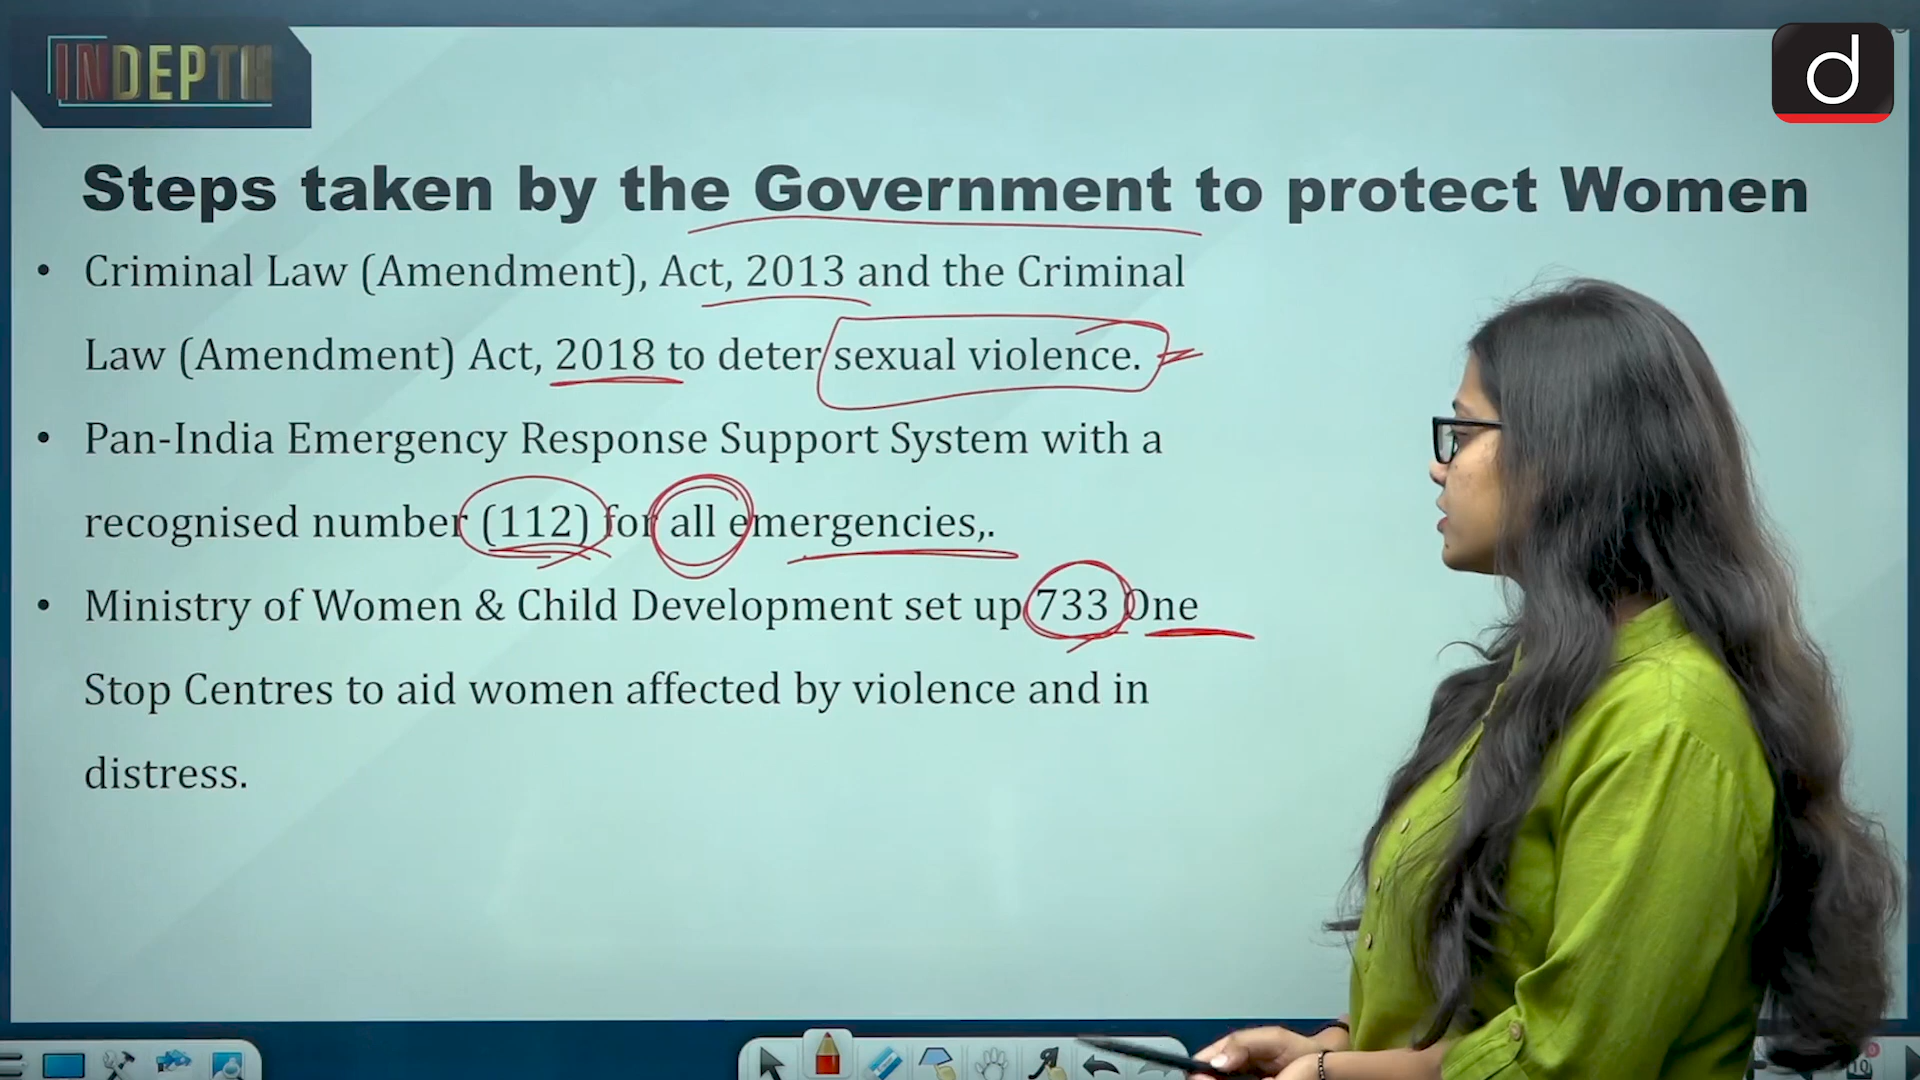 INDEPTH
d
Steps taken by the Government to protect Women
• Criminal Law (Amendment), Act, 2013 and the Criminal
Law (Amendment) Act, 2018 to deter sexual violence.
• Pan-India Emergency Response Support System with a
recognised number (112) for all emergencies,.
• Ministry of Women & Child Development set up 733 One
Stop Centres to aid women affected by violence and in
distress.